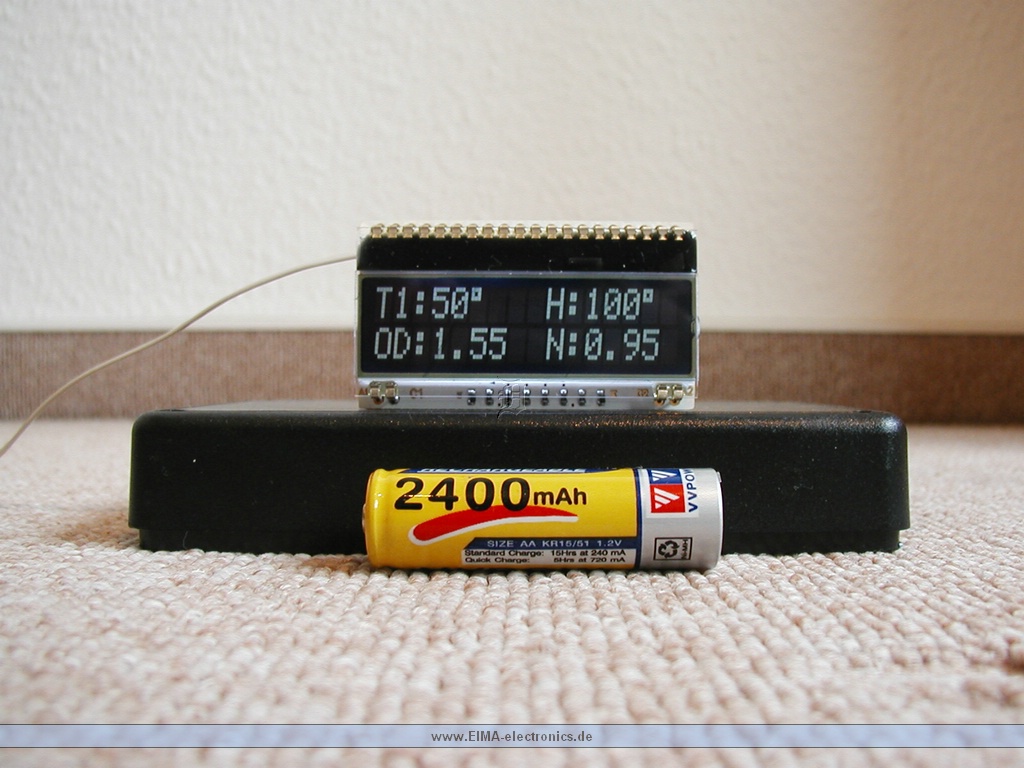 T1:50° H:100°
OD:1.55 N:0.95
2400mAh
VVPOW
SIZE AA KR15/51 1.2V
Standard Charge: 15Hrs at 240 mA
Quick Charge: 5Hrs at 720 mA
www.EIMA-electronics.de